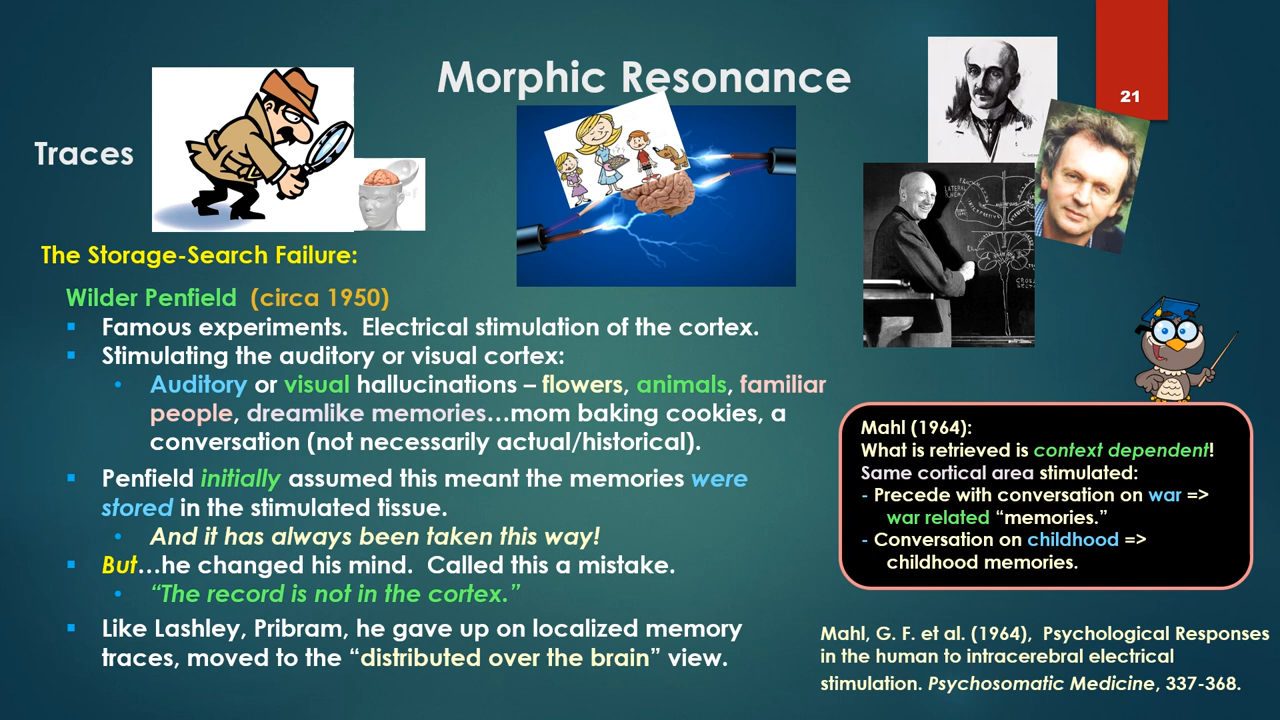 Morphic Resonance
21
Traces
The Storage-Search Failure:
Wilder Penfield (circa 1950)
▪ Famous experiments. Electrical stimulation of the cortex.
▪ Stimulating the auditory or visual cortex:
• Auditory or visual hallucinations – flowers, animals, familiar
people, dreamlike memories…mom baking cookies, a
conversation (not necessarily actual/historical).
▪ Penfield initially assumed this meant the memories were
stored in the stimulated tissue.
• And it has always been taken this way!
▪ But…he changed his mind. Called this a mistake.
• “The record is not in the cortex.”
▪ Like Lashley, Pribram, he gave up on localized memory
traces, moved to the “distributed over the brain” view.
LATERAL
Mahl (1964):
What is retrieved is context dependent!
Same cortical area stimulated:
- Precede with conversation on war =>
war related “memories.”
- Conversation on childhood =>
childhood memories.
Mahl, G. F. et al. (1964), Psychological Responses
in the human to intracerebral electrical
stimulation. Psychosomatic Medicine, 337-368.